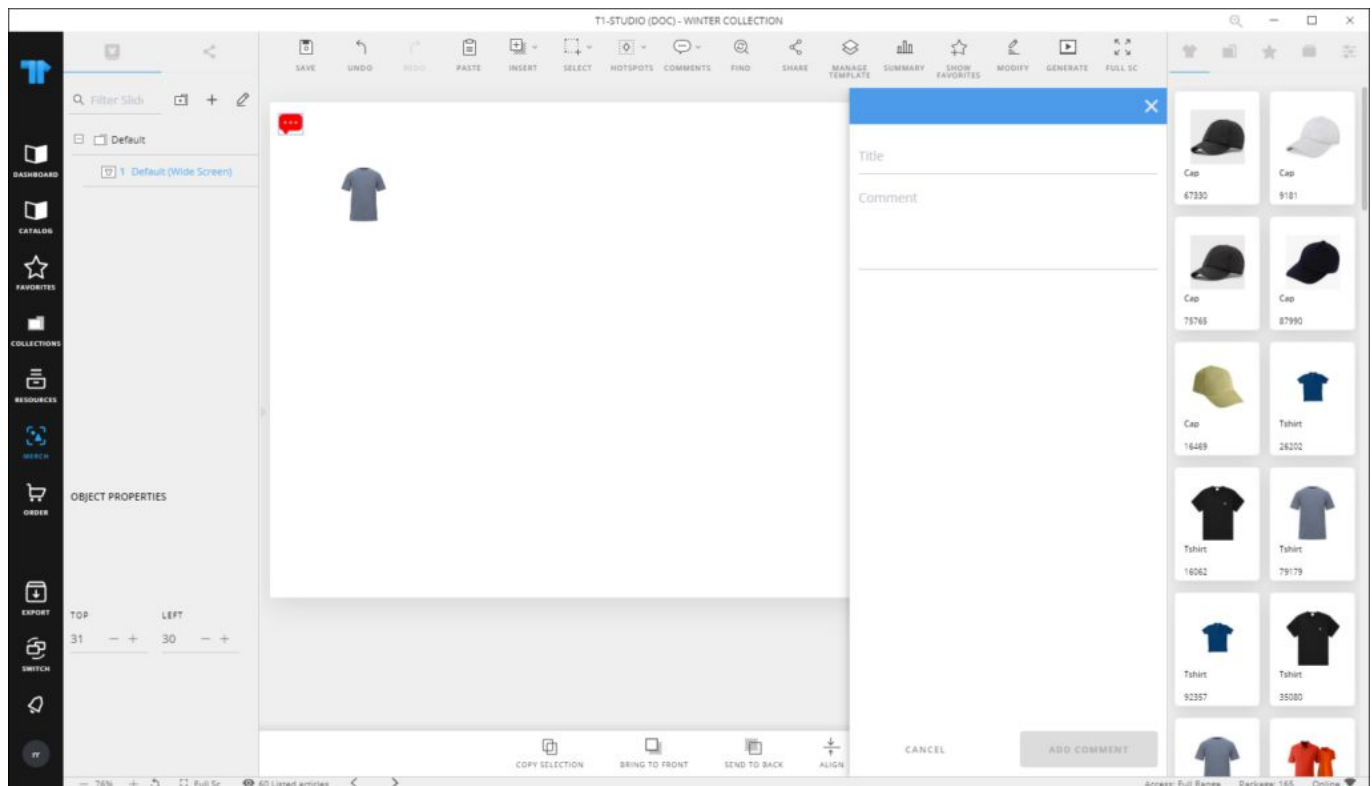 T1-STUDIO (DOC) - WINTER COLLECTION
SAVE
UNDO
REDO
PASTE
INSERT
SELECT
HOTSPOTS
COMMENTS
FIND
SHARE
MANAGE TEMPLATE
SUMMARY
SHOW FAVORITES
MODIFY
GENERATE
FULL SC
DASHBOARD
CATALOG
FAVORITES
COLLECTIONS
RESOURCES
MERCH
ORDER
EXPORT
SWITCH
Filter Slid
Default
1 Default (Wide Screen)
OBJECT PROPERTIES
TOP LEFT
31 − + 30 − +
Title
Comment
CANCEL
ADD COMMENT
Cap
67330
Cap
9181
Cap
75765
Cap
87990
Cap
16469
Tshirt
26202
Tshirt
16062
Tshirt
79179
Tshirt
92357
Tshirt
35080
COPY SELECTION
BRING TO FRONT
SEND TO BACK
ALIGN
− 76% + Full Sc 60 Listed articles
Access: Full Range Package: 165 Online